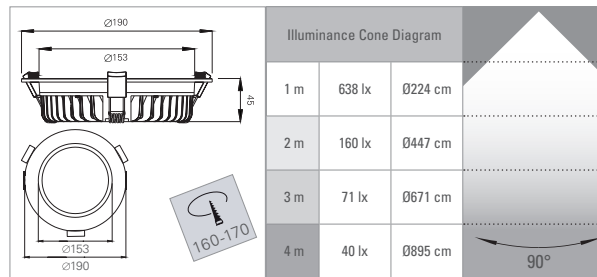 Ø190
Ø153
45
Ø153
Ø190
160-170
Illuminance Cone Diagram
1 m 638 lx Ø224 cm
2 m 160 lx Ø447 cm
3 m 71 lx Ø671 cm
4 m 40 lx Ø895 cm
90°